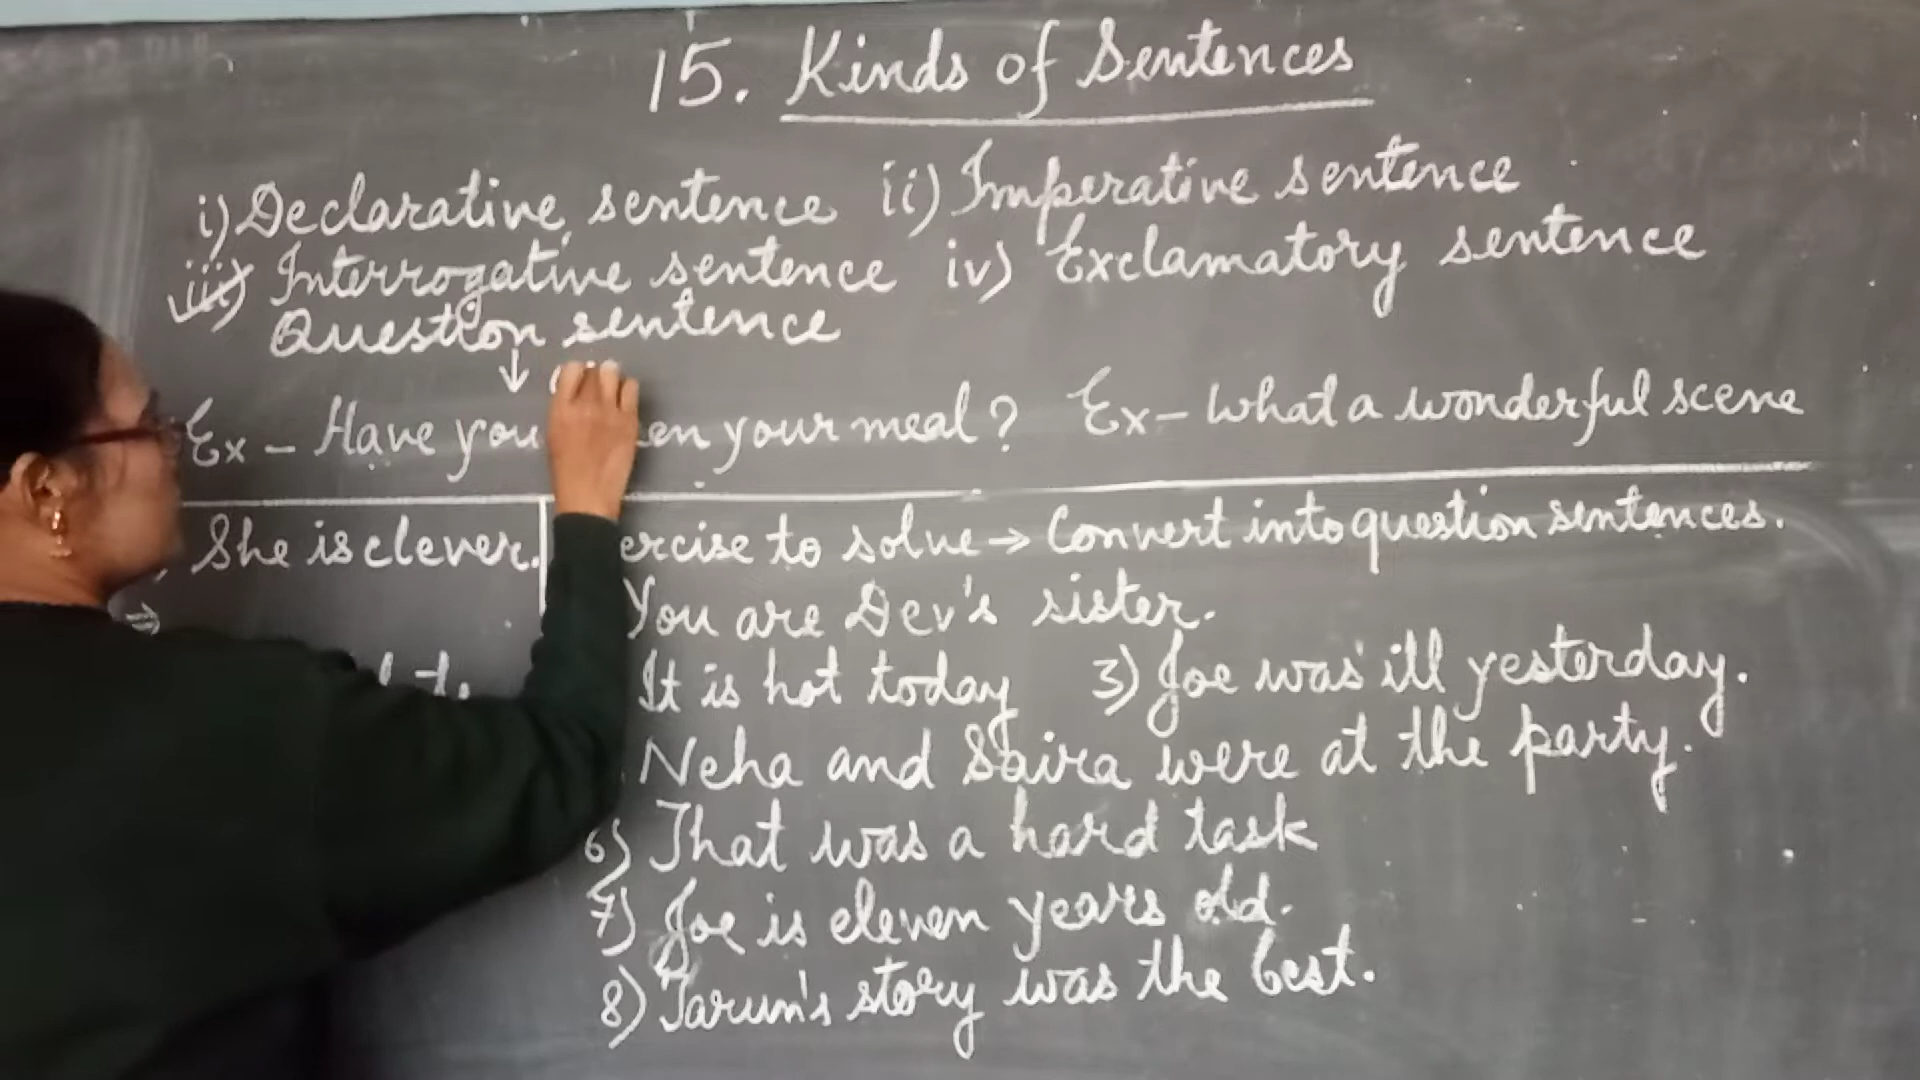 15. Kinds of Sentences
i) Declarative sentence ii) Imperative sentence
iii) Interrogative sentence iv) Exclamatory sentence
Question sentence
↓
Ex - Have you your meal? Ex - What a wonderful scene
She is clever. to solve → Convert into question sentences.
⇒ You are Dev's sister.
It is hot today 3) Joe was ill yesterday.
Neha and Saira were at the party.
6) That was a hard task
7) Joe is eleven years old.
8) Tarun's story was the best.